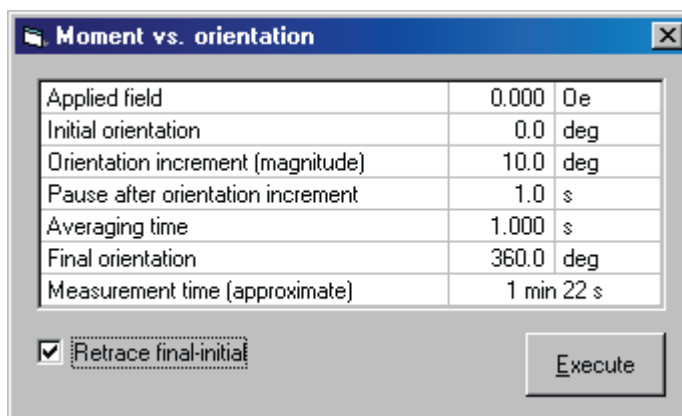 Moment vs. orientation
Applied field 0.000 Oe
Initial orientation 0.0 deg
Orientation increment (magnitude) 10.0 deg
Pause after orientation increment 1.0 s
Averaging time 1.000 s
Final orientation 360.0 deg
Measurement time (approximate) 1 min 22 s
Retrace final-initial
Execute